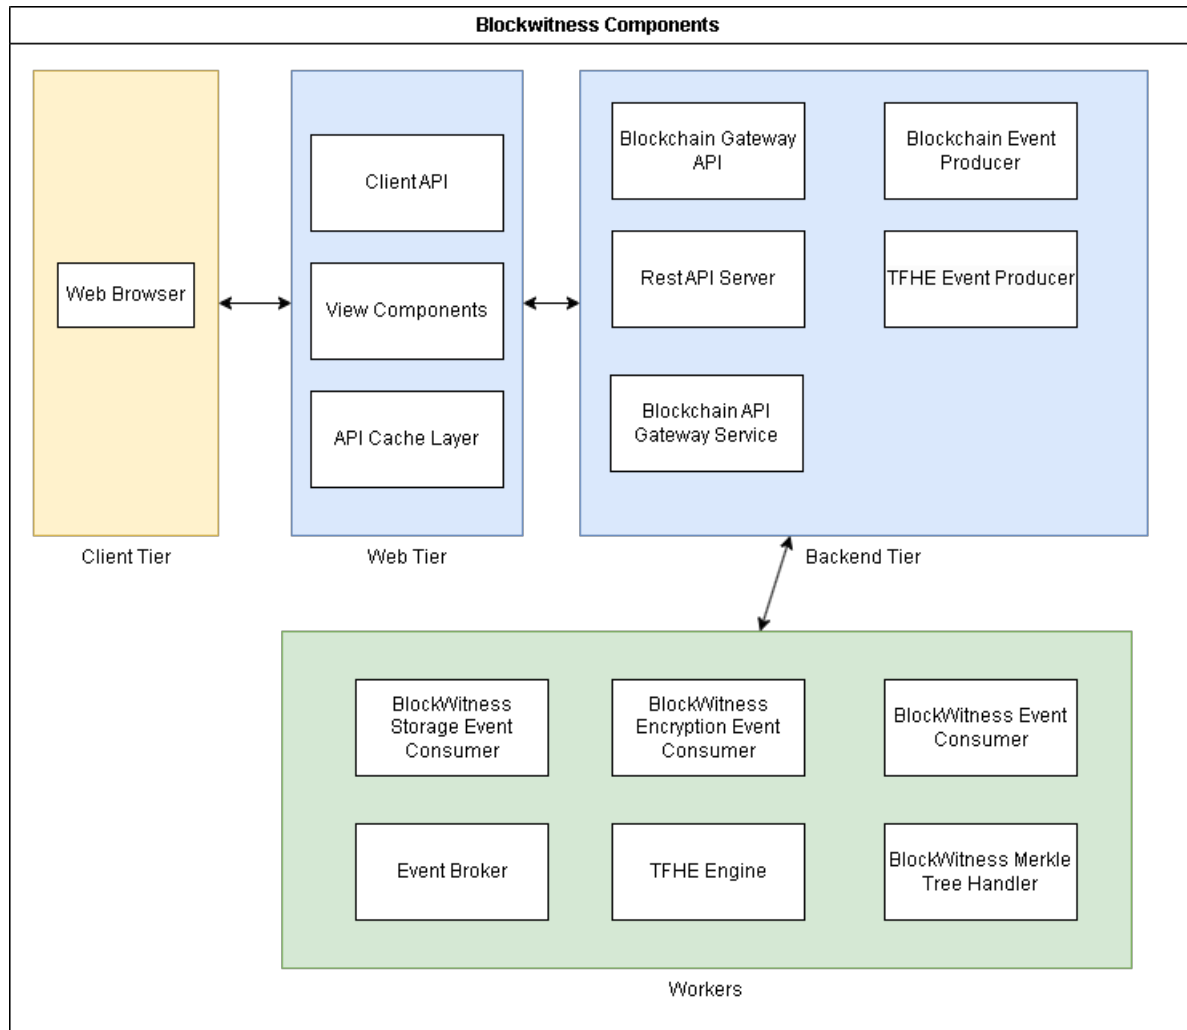 Blockwitness Components
Client API
Web Browser
View Components
API Cache Layer
Blockchain Gateway
API
Blockchain Event
Producer
Rest API Server
TFHE Event Producer
Blockchain API
Gateway Service
Client Tier
Web Tier
Backend Tier
BlockWitness
Storage Event
Consumer
BlockWitness
Encryption Event
Consumer
BlockWitness Event
Consumer
Event Broker
TFHE Engine
BlockWitness Merkle
Tree Handler
Workers